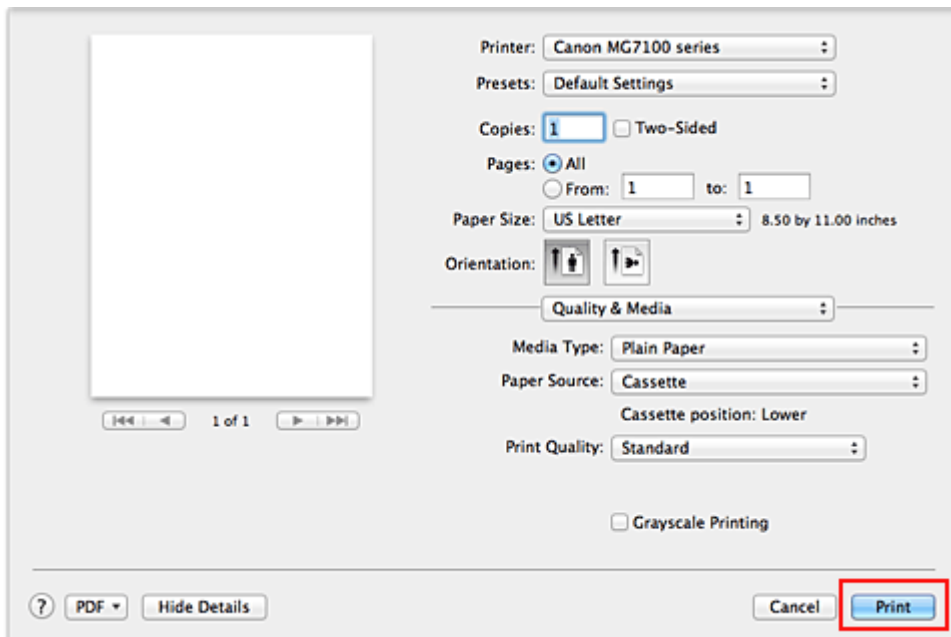 Printer: Canon MG7100 series
Presets: Default Settings
Copies: 1 Two-Sided
Pages: All
From: 1 to: 1
Paper Size: US Letter 8.50 by 11.00 inches
Orientation:
Quality & Media
Media Type: Plain Paper
Paper Source: Cassette
Cassette position: Lower
1 of 1
Print Quality: Standard
Grayscale Printing
? PDF Hide Details Cancel Print